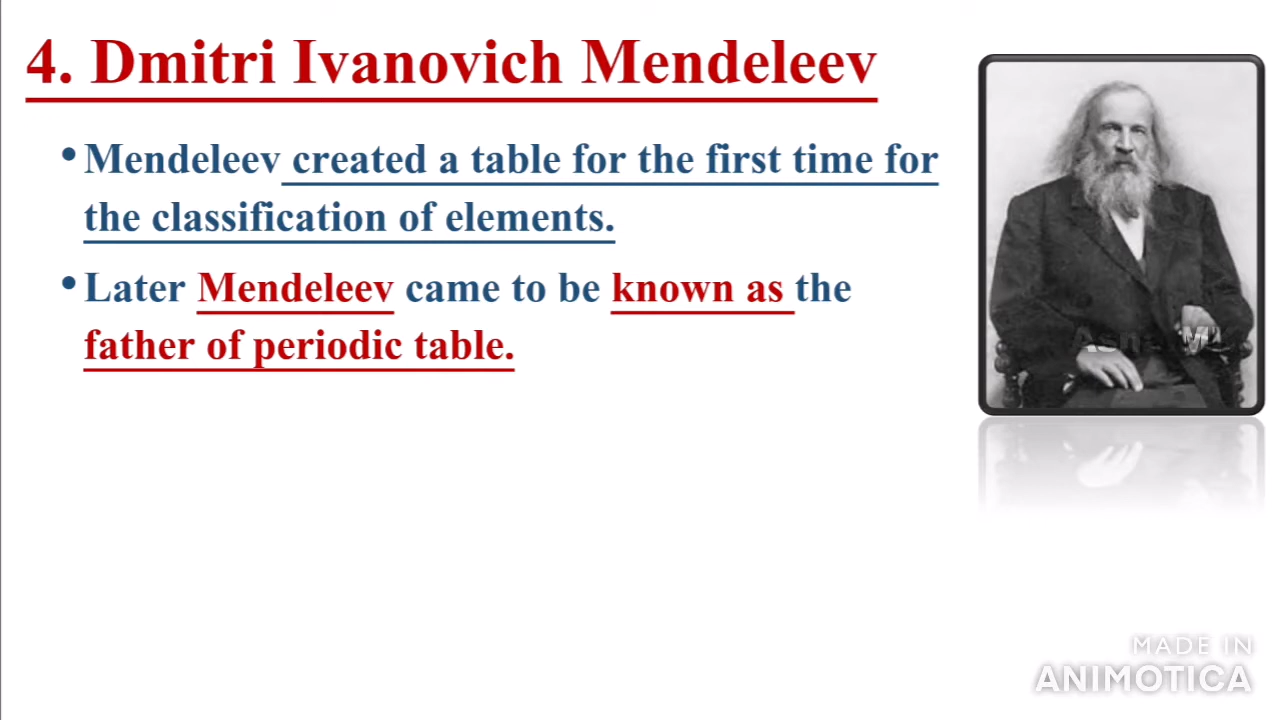 4. Dmitri Ivanovich Mendeleev
• Mendeleev created a table for the first time for
the classification of elements.
• Later Mendeleev came to be known as the
father of periodic table.
MADE IN
ANIMOTICA